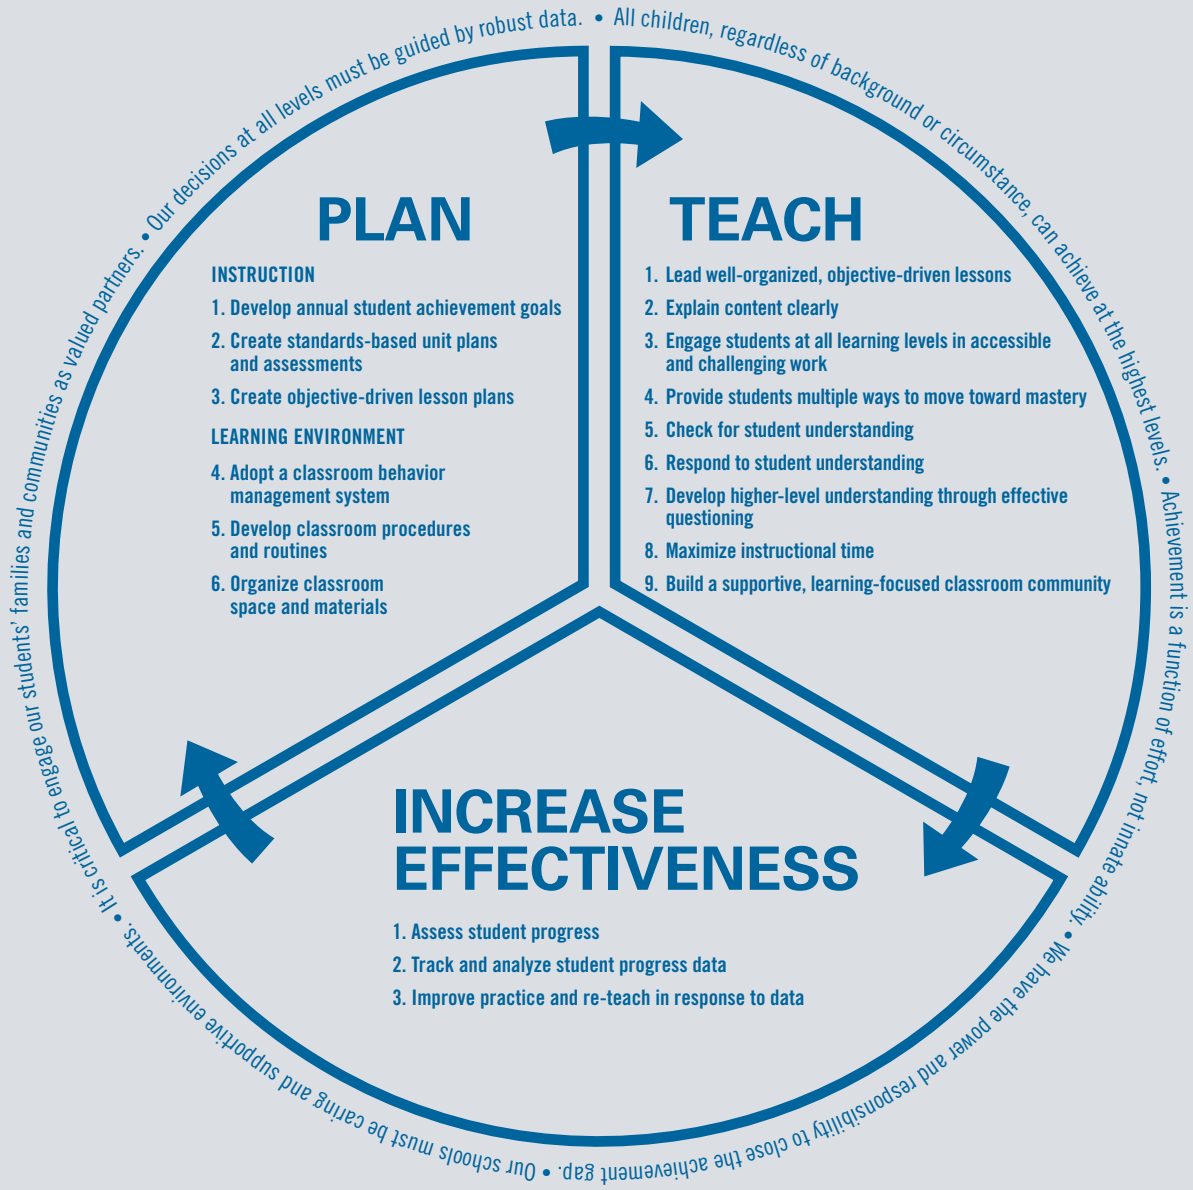 • All children, regardless of background or circumstance, can achieve at the highest levels. • Achievement is a function of effort, not innate ability. • We have the power and responsibility to close the achievement gap. • Our schools must be caring and supportive environments. • It is critical to engage our students' families and communities as valued partners. • Our decisions at all levels must be guided by robust data.
PLAN
INSTRUCTION
1. Develop annual student achievement goals
2. Create standards-based unit plans
and assessments
3. Create objective-driven lesson plans
LEARNING ENVIRONMENT
4. Adopt a classroom behavior
management system
5. Develop classroom procedures
and routines
6. Organize classroom
space and materials
TEACH
1. Lead well-organized, objective-driven lessons
2. Explain content clearly
3. Engage students at all learning levels in accessible
and challenging work
4. Provide students multiple ways to move toward mastery
5. Check for student understanding
6. Respond to student understanding
7. Develop higher-level understanding through effective
questioning
8. Maximize instructional time
9. Build a supportive, learning-focused classroom community
INCREASE
EFFECTIVENESS
1. Assess student progress
2. Track and analyze student progress data
3. Improve practice and re-teach in response to data